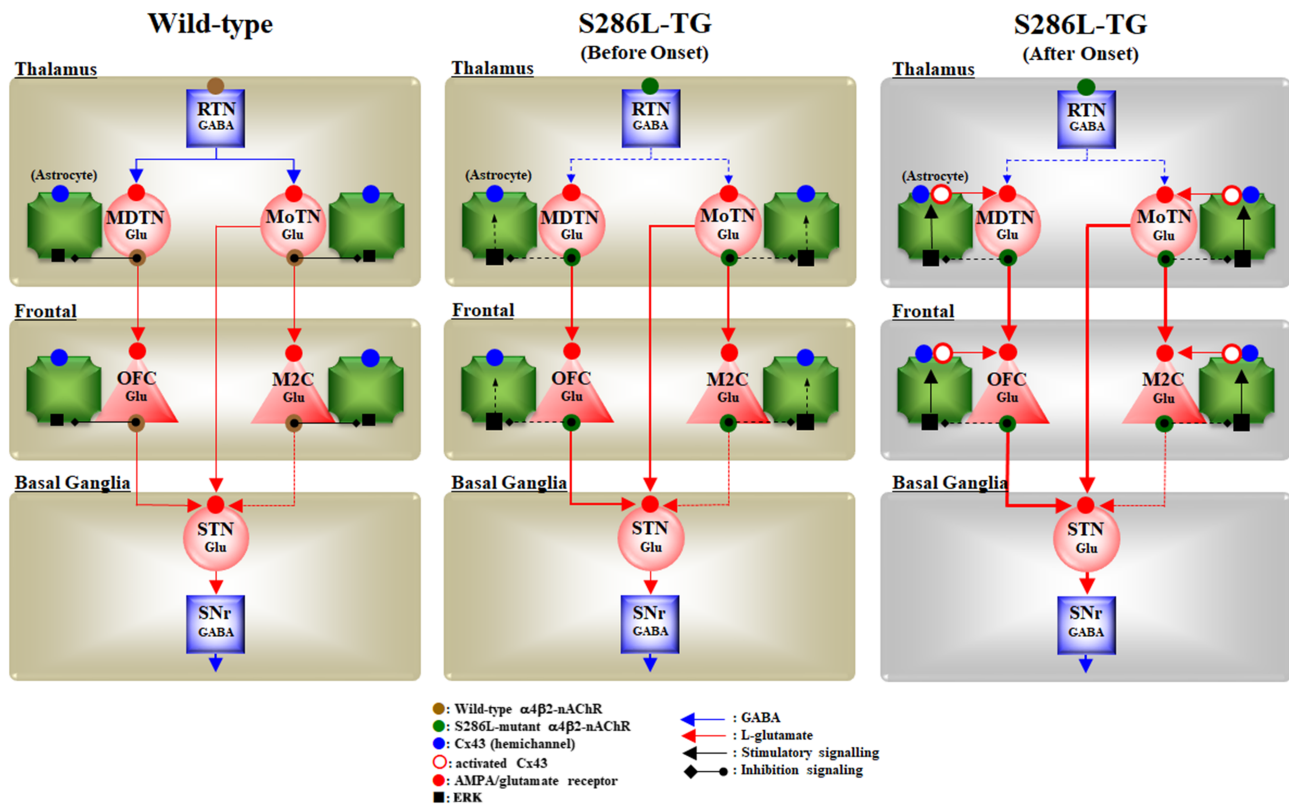 Wild-type
S286L-TG
(Before Onset)
S286L-TG
(After Onset)
Thalamus
RTN
GABA
(Astrocyte)
MDTN
Glu
MoTN
Glu
Frontal
OFC
Glu
M2C
Glu
Basal Ganglia
STN
Glu
SNr
GABA
Thalamus
RTN
GABA
(Astrocyte)
MDTN
Glu
MoTN
Glu
Frontal
OFC
Glu
M2C
Glu
Basal Ganglia
STN
Glu
SNr
GABA
Thalamus
RTN
GABA
(Astrocyte)
MDTN
Glu
MoTN
Glu
Frontal
OFC
Glu
M2C
Glu
Basal Ganglia
STN
Glu
SNr
GABA
: Wild-type α4β2-nAChR
: S286L-mutant α4β2-nAChR
: Cx43 (hemichannel)
: activated Cx43
: AMPA/glutamate receptor
: ERK
: GABA
: L-glutamate
: Stimulatory signalling
: Inhibition signaling